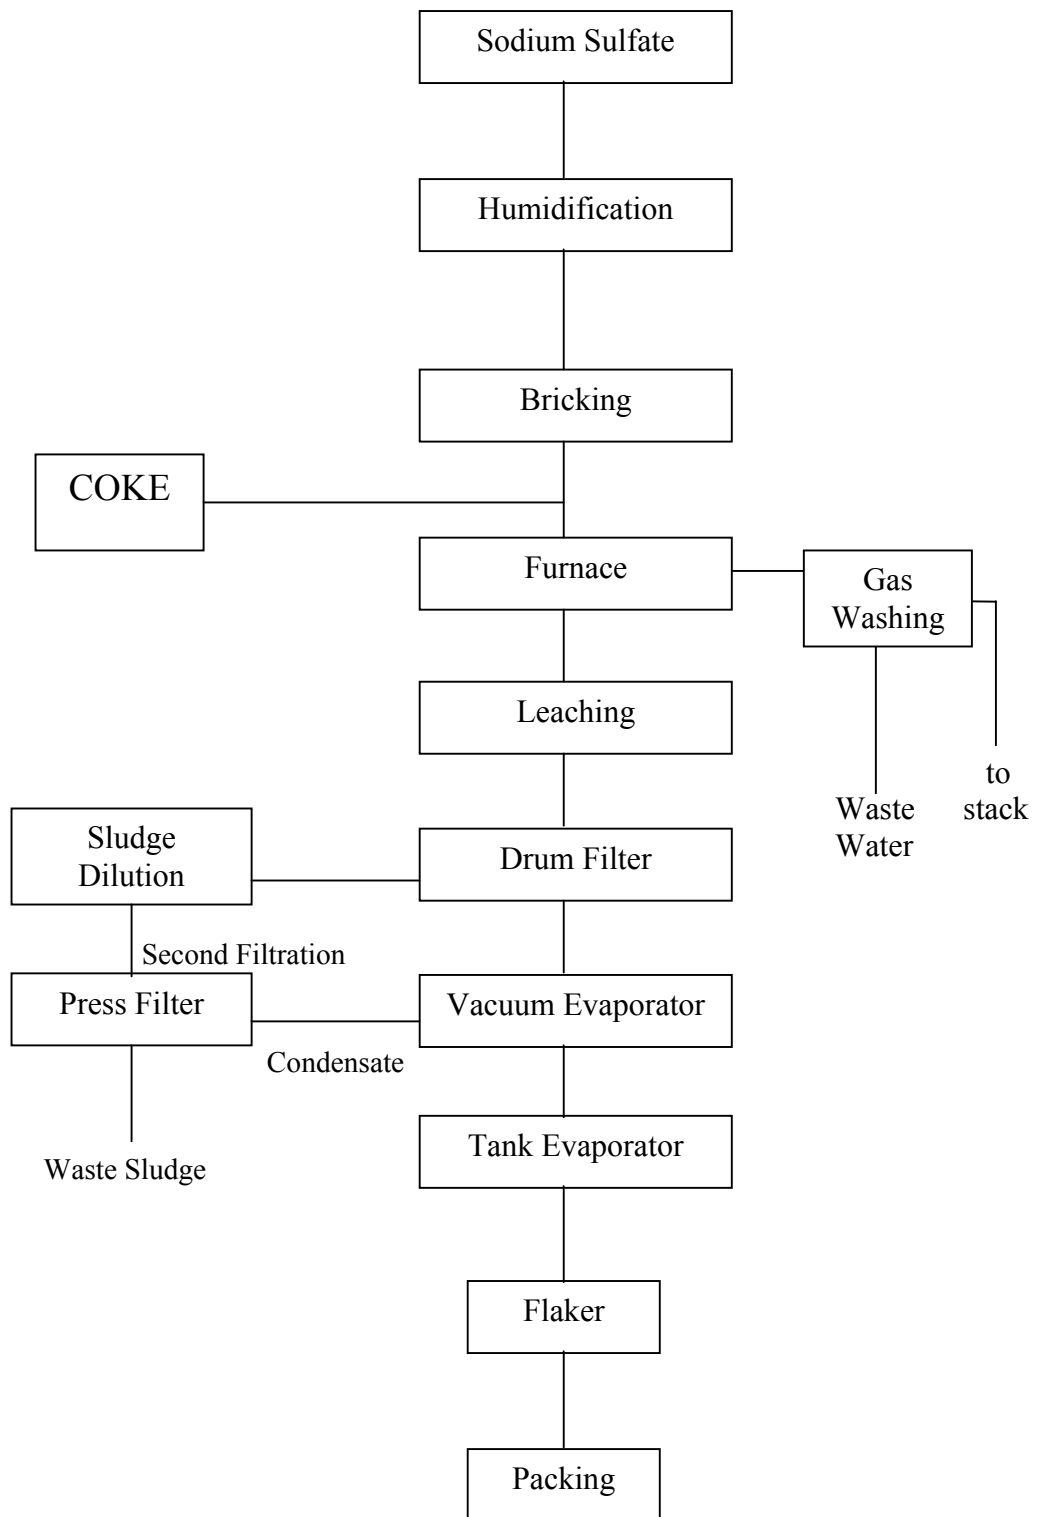 Sodium Sulfate
Humidification
Bricking
COKE
Furnace
Gas
Washing
Leaching
to
stack
Waste
Water
Sludge
Dilution
Drum Filter
Second Filtration
Press Filter
Vacuum Evaporator
Condensate
Tank Evaporator
Waste Sludge
Flaker
Packing